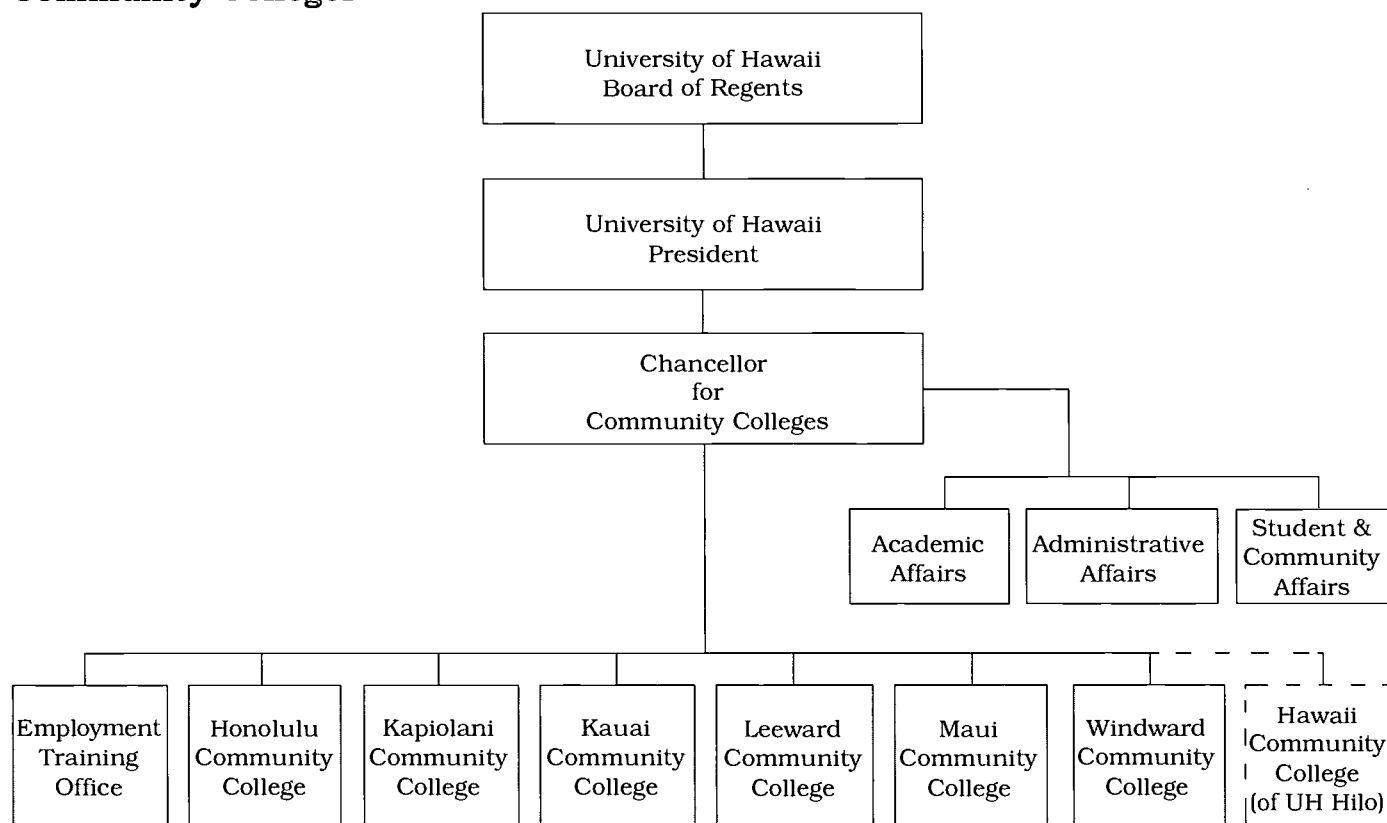 University of Hawaii
Board of Regents
University of Hawaii
President
Chancellor
for
Community Colleges
Academic
Affairs
Administrative
Affairs
Student &
Community
Affairs
Employment
Training
Office
Honolulu
Community
College
Kapiolani
Community
College
Kauai
Community
College
Leeward
Community
College
Maui
Community
College
Windward
Community
College
Hawaii
Community
College
(of UH Hilo)